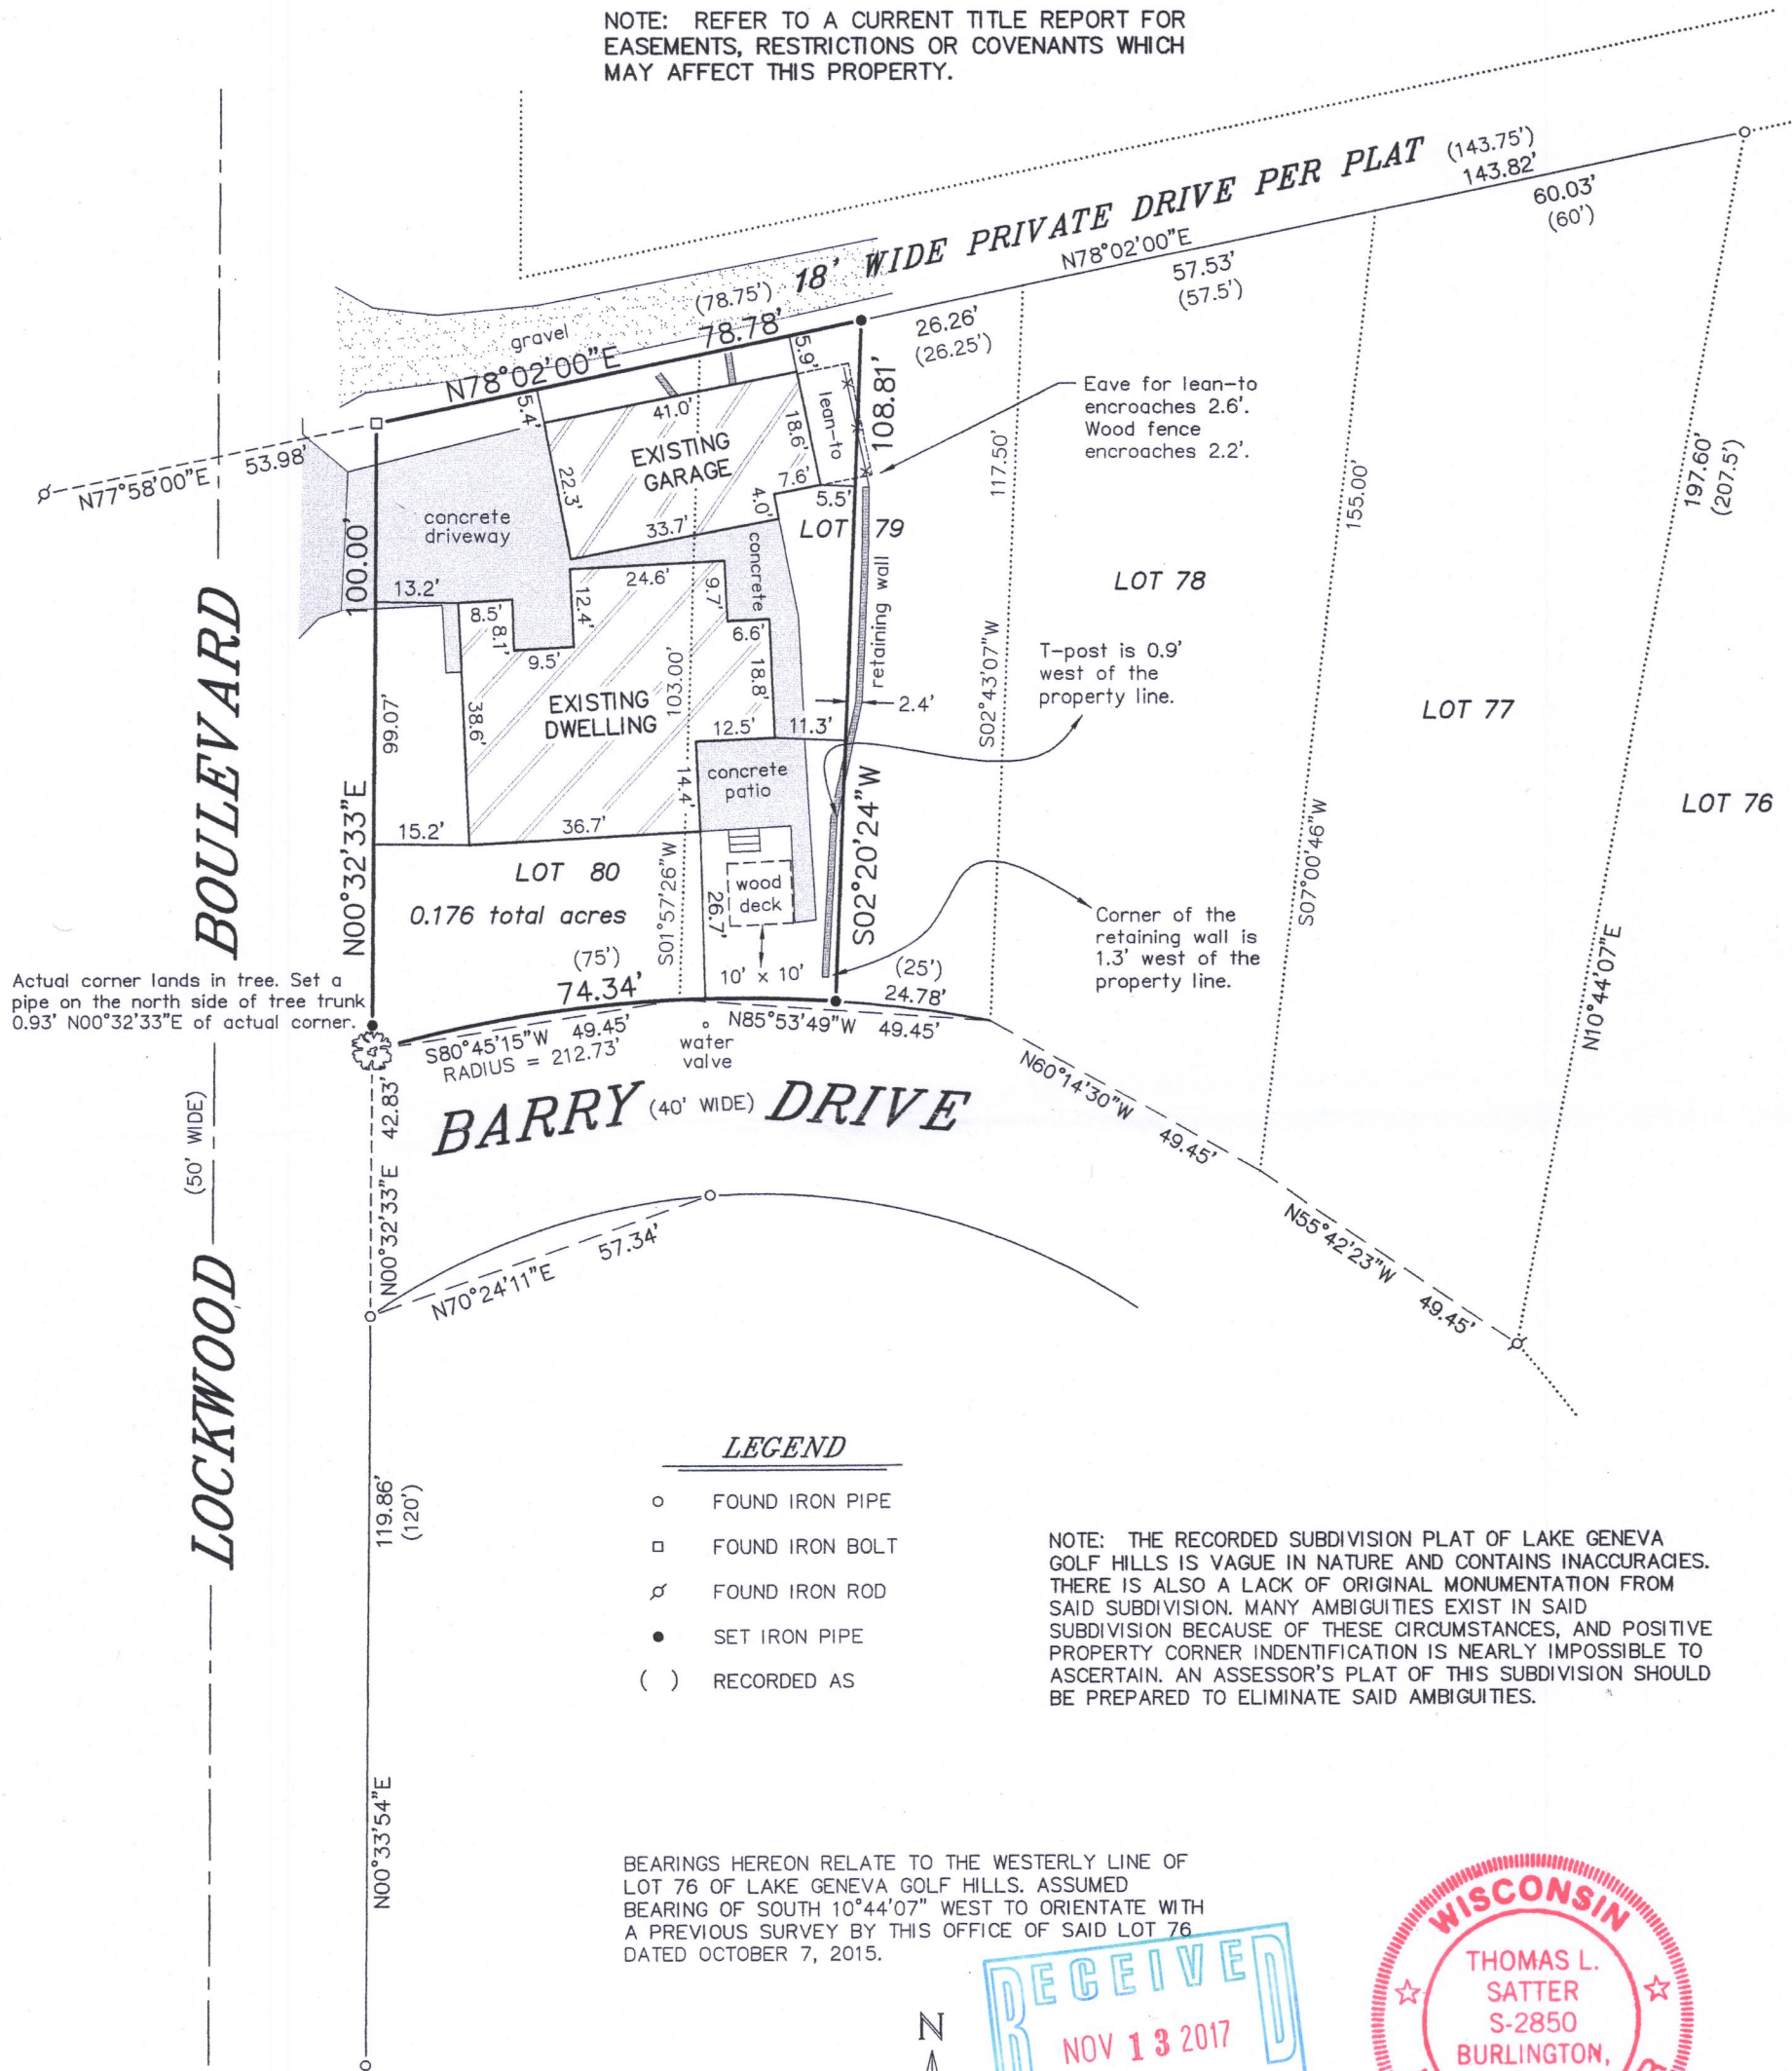 NOTE: REFER TO A CURRENT TITLE REPORT FOR
EASEMENTS, RESTRICTIONS OR COVENANTS WHICH
MAY AFFECT THIS PROPERTY.
18' WIDE PRIVATE DRIVE PER PLAT
(143.75')
143.82'
60.03'
(60')
N78°02'00"E
57.53'
(57.5')
26.26'
(26.25')
(78.75')
78.78'
N78°02'00"E
gravel
N77°58'00"E 53.98'
5.4'
5.9'
41.0'
EXISTING
GARAGE
22.3'
33.7'
18.6'
lean-to
7.6'
4.0'
5.5'
108.81'
Eave for lean-to
encroaches 2.6'.
Wood fence
encroaches 2.2'.
concrete
driveway
100.00'
LOT 79
concrete
retaining wall
117.50'
155.00'
197.60'
(207.5')
LOT 78
13.2'
8.5'
8.1'
9.5'
12.4'
24.6'
9.7'
6.6'
18.8'
103.00'
EXISTING
DWELLING
38.6'
99.07'
12.5'
11.3'
2.4'
T-post is 0.9'
west of the
property line.
S02°43'07"W
LOT 77
LOT 76
concrete
patio
14.4'
15.2'
36.7'
N00°32'33"E
LOT 80
0.176 total acres
S01°57'26"W
26.7'
wood
deck
10' x 10'
S02°20'24"W
Corner of the
retaining wall is
1.3' west of the
property line.
S07°00'46"W
N10°44'07"E
(75')
74.34'
(25')
24.78'
Actual corner lands in tree. Set a
pipe on the north side of tree trunk
0.93' N00°32'33"E of actual corner.
S80°45'15"W 49.45'
RADIUS = 212.73'
water
valve
N85°53'49"W 49.45'
N60°14'30"W 49.45'
N55°42'23"W 49.45'
BARRY (40' WIDE) DRIVE
N00°32'33"E 42.83'
N70°24'11"E 57.34'
LOCKWOOD (50' WIDE) BOULEVARD
119.86'
(120')
N00°33'54"E
LEGEND
FOUND IRON PIPE
FOUND IRON BOLT
FOUND IRON ROD
SET IRON PIPE
( ) RECORDED AS
NOTE: THE RECORDED SUBDIVISION PLAT OF LAKE GENEVA
GOLF HILLS IS VAGUE IN NATURE AND CONTAINS INACCURACIES.
THERE IS ALSO A LACK OF ORIGINAL MONUMENTATION FROM
SAID SUBDIVISION. MANY AMBIGUITIES EXIST IN SAID
SUBDIVISION BECAUSE OF THESE CIRCUMSTANCES, AND POSITIVE
PROPERTY CORNER INDENTIFICATION IS NEARLY IMPOSSIBLE TO
ASCERTAIN. AN ASSESSOR'S PLAT OF THIS SUBDIVISION SHOULD
BE PREPARED TO ELIMINATE SAID AMBIGUITIES.
BEARINGS HEREON RELATE TO THE WESTERLY LINE OF
LOT 76 OF LAKE GENEVA GOLF HILLS. ASSUMED
BEARING OF SOUTH 10°44'07" WEST TO ORIENTATE WITH
A PREVIOUS SURVEY BY THIS OFFICE OF SAID LOT 76
DATED OCTOBER 7, 2015.
N
RECEIVED
NOV 13 2017
WISCONSIN
THOMAS L.
SATTER
S-2850
BURLINGTON,